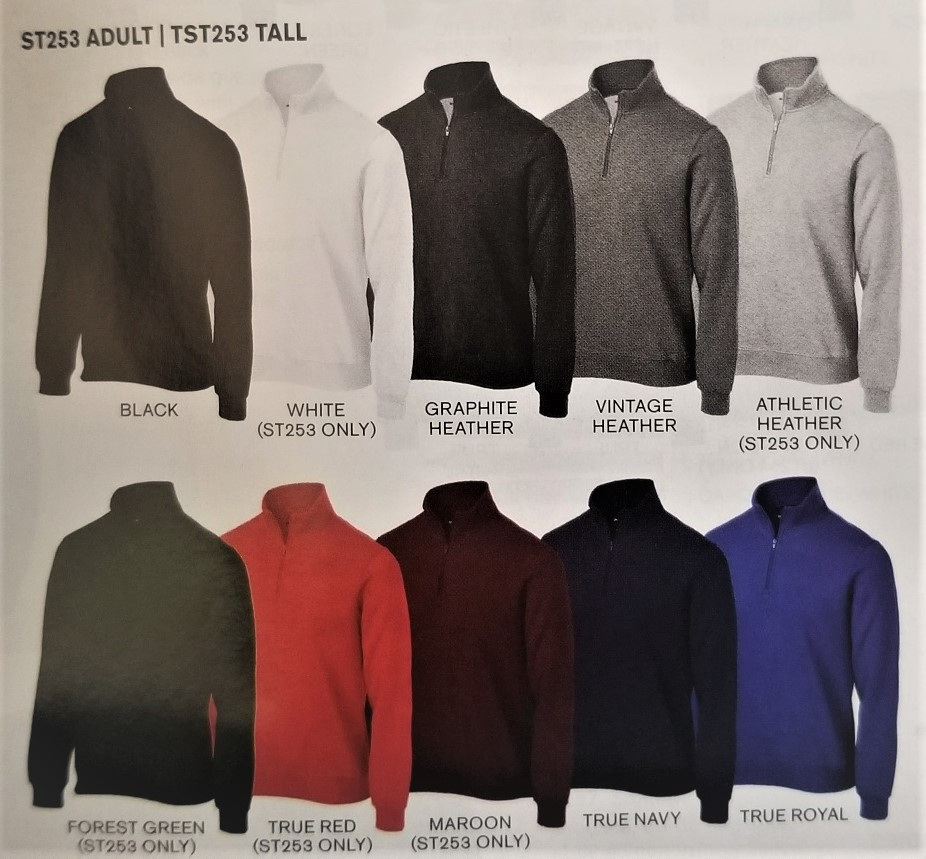 ST253 ADULT | TST253 TALL
BLACK
WHITE
(ST253 ONLY)
GRAPHITE
HEATHER
VINTAGE
HEATHER
ATHLETIC
HEATHER
(ST253 ONLY)
FOREST GREEN
(ST253 ONLY)
TRUE RED
(ST253 ONLY)
MAROON
(ST253 ONLY)
TRUE NAVY
TRUE ROYAL